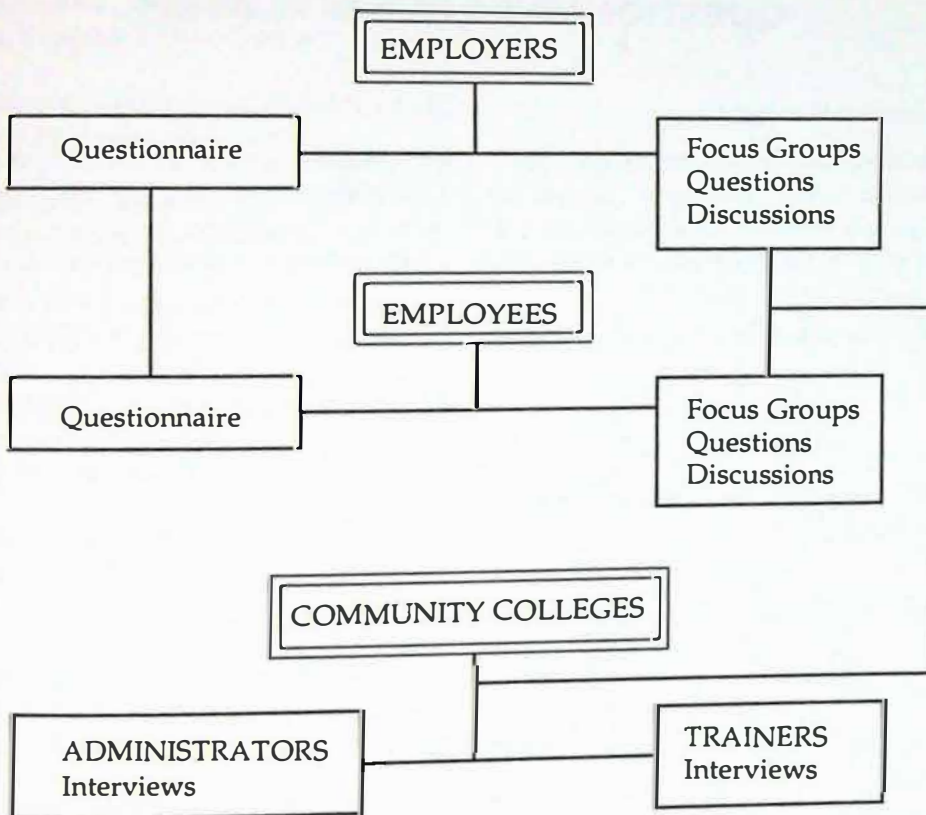 EMPLOYERS
Questionnaire
Focus Groups
Questions
Discussions
EMPLOYEES
Questionnaire
Focus Groups
Questions
Discussions
COMMUNITY COLLEGES
ADMINISTRATORS
Interviews
TRAINERS
Interviews